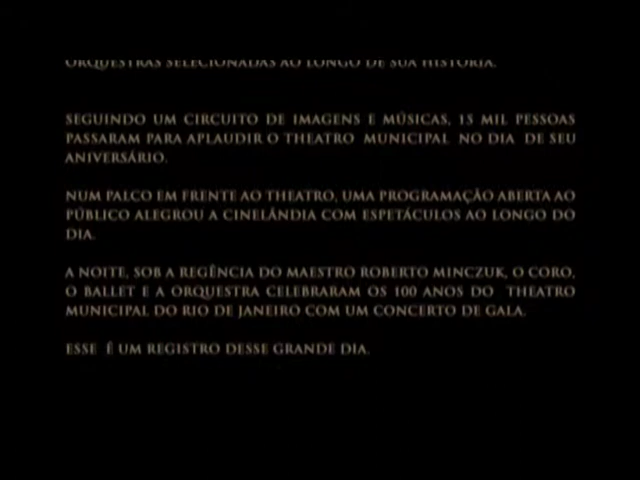 ORQUESTRAS SELECIONADAS AO LONGO DE SUA HISTÓRIA.
SEGUINDO UM CIRCUITO DE IMAGENS E MÚSICAS, 15 MIL PESSOAS
PASSARAM PARA APLAUDIR O THEATRO MUNICIPAL NO DIA DE SEU
ANIVERSÁRIO.
NUM PALCO EM FRENTE AO THEATRO, UMA PROGRAMAÇÃO ABERTA AO
PÚBLICO ALEGROU A CINELÂNDIA COM ESPETÁCULOS AO LONGO DO
DIA.
A NOITE, SOB A REGÊNCIA DO MAESTRO ROBERTO MINCZUK, O CORO,
O BALLET E A ORQUESTRA CELEBRARAM OS 100 ANOS DO THEATRO
MUNICIPAL DO RIO DE JANEIRO COM UM CONCERTO DE GALA.
ESSE É UM REGISTRO DESSE GRANDE DIA.